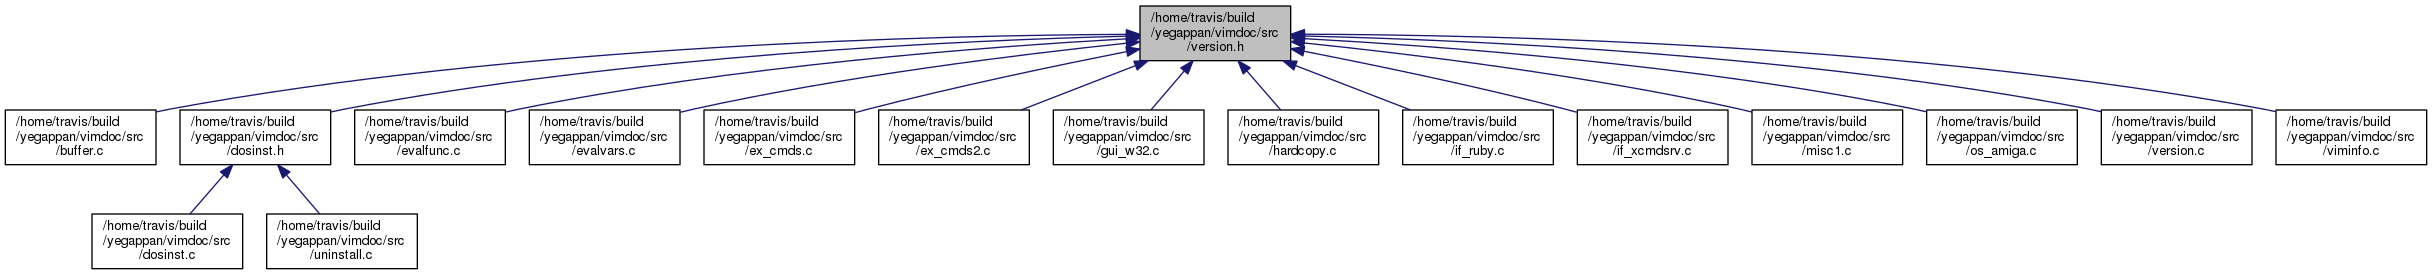 /home/travis/build
/yegappan/vimdoc/src
/version.h
/home/travis/build
/yegappan/vimdoc/src
/buffer.c
/home/travis/build
/yegappan/vimdoc/src
/dosinst.h
/home/travis/build
/yegappan/vimdoc/src
/evalfunc.c
/home/travis/build
/yegappan/vimdoc/src
/evalvars.c
/home/travis/build
/yegappan/vimdoc/src
/ex_cmds.c
/home/travis/build
/yegappan/vimdoc/src
/ex_cmds2.c
/home/travis/build
/yegappan/vimdoc/src
/gui_w32.c
/home/travis/build
/yegappan/vimdoc/src
/hardcopy.c
/home/travis/build
/yegappan/vimdoc/src
/if_ruby.c
/home/travis/build
/yegappan/vimdoc/src
/if_xcmdsrv.c
/home/travis/build
/yegappan/vimdoc/src
/misc1.c
/home/travis/build
/yegappan/vimdoc/src
/os_amiga.c
/home/travis/build
/yegappan/vimdoc/src
/version.c
/home/travis/build
/yegappan/vimdoc/src
/viminfo.c
/home/travis/build
/yegappan/vimdoc/src
/dosinst.c
/home/travis/build
/yegappan/vimdoc/src
/uninstall.c